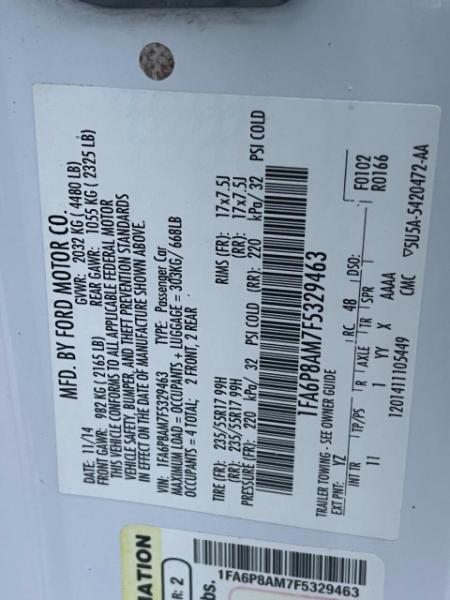 MFD. BY FORD MOTOR CO.
DATE: 11/14 GVWR: 2032 KG ( 4480 LB)
FRONT GAWR: 982 KG ( 2165 LB) REAR GAWR: 1055 KG ( 2325 LB)
THIS VEHICLE CONFORMS TO ALL APPLICABLE FEDERAL MOTOR
VEHICLE SAFETY, BUMPER, AND THEFT PREVENTION STANDARDS
IN EFFECT ON THE DATE OF MANUFACTURE SHOWN ABOVE.
VIN: 1FA6P8AM7F5329463 TYPE: Passenger Car
MAXIMUM LOAD = OCCUPANTS + LUGGAGE = 303KG/ 668LB
OCCUPANTS = 4 TOTAL; 2 FRONT, 2 REAR
TIRE (FR): 235/55R17 99H RIMS (FR): 17x7.5J
(RR): 235/55R17 99H (RR): 17x7.5J
PRESSURE (FR): 220 kPa/ 32 PSI COLD (RR): 220 kPa/ 32 PSI COLD
1FA6P8AM7F5329463
TRAILER TOWING - SEE OWNER GUIDE
F0102
R0166
EXT PNT: YZ RC: 48 DSO:
INT TR TP/PS R AXLE TR SPR
11 1 YY X AAAA
12014111105449 CMC ▽5U5A-5420472-AA
MATION
R: 2
bs.
1FA6P8AM7F5329463